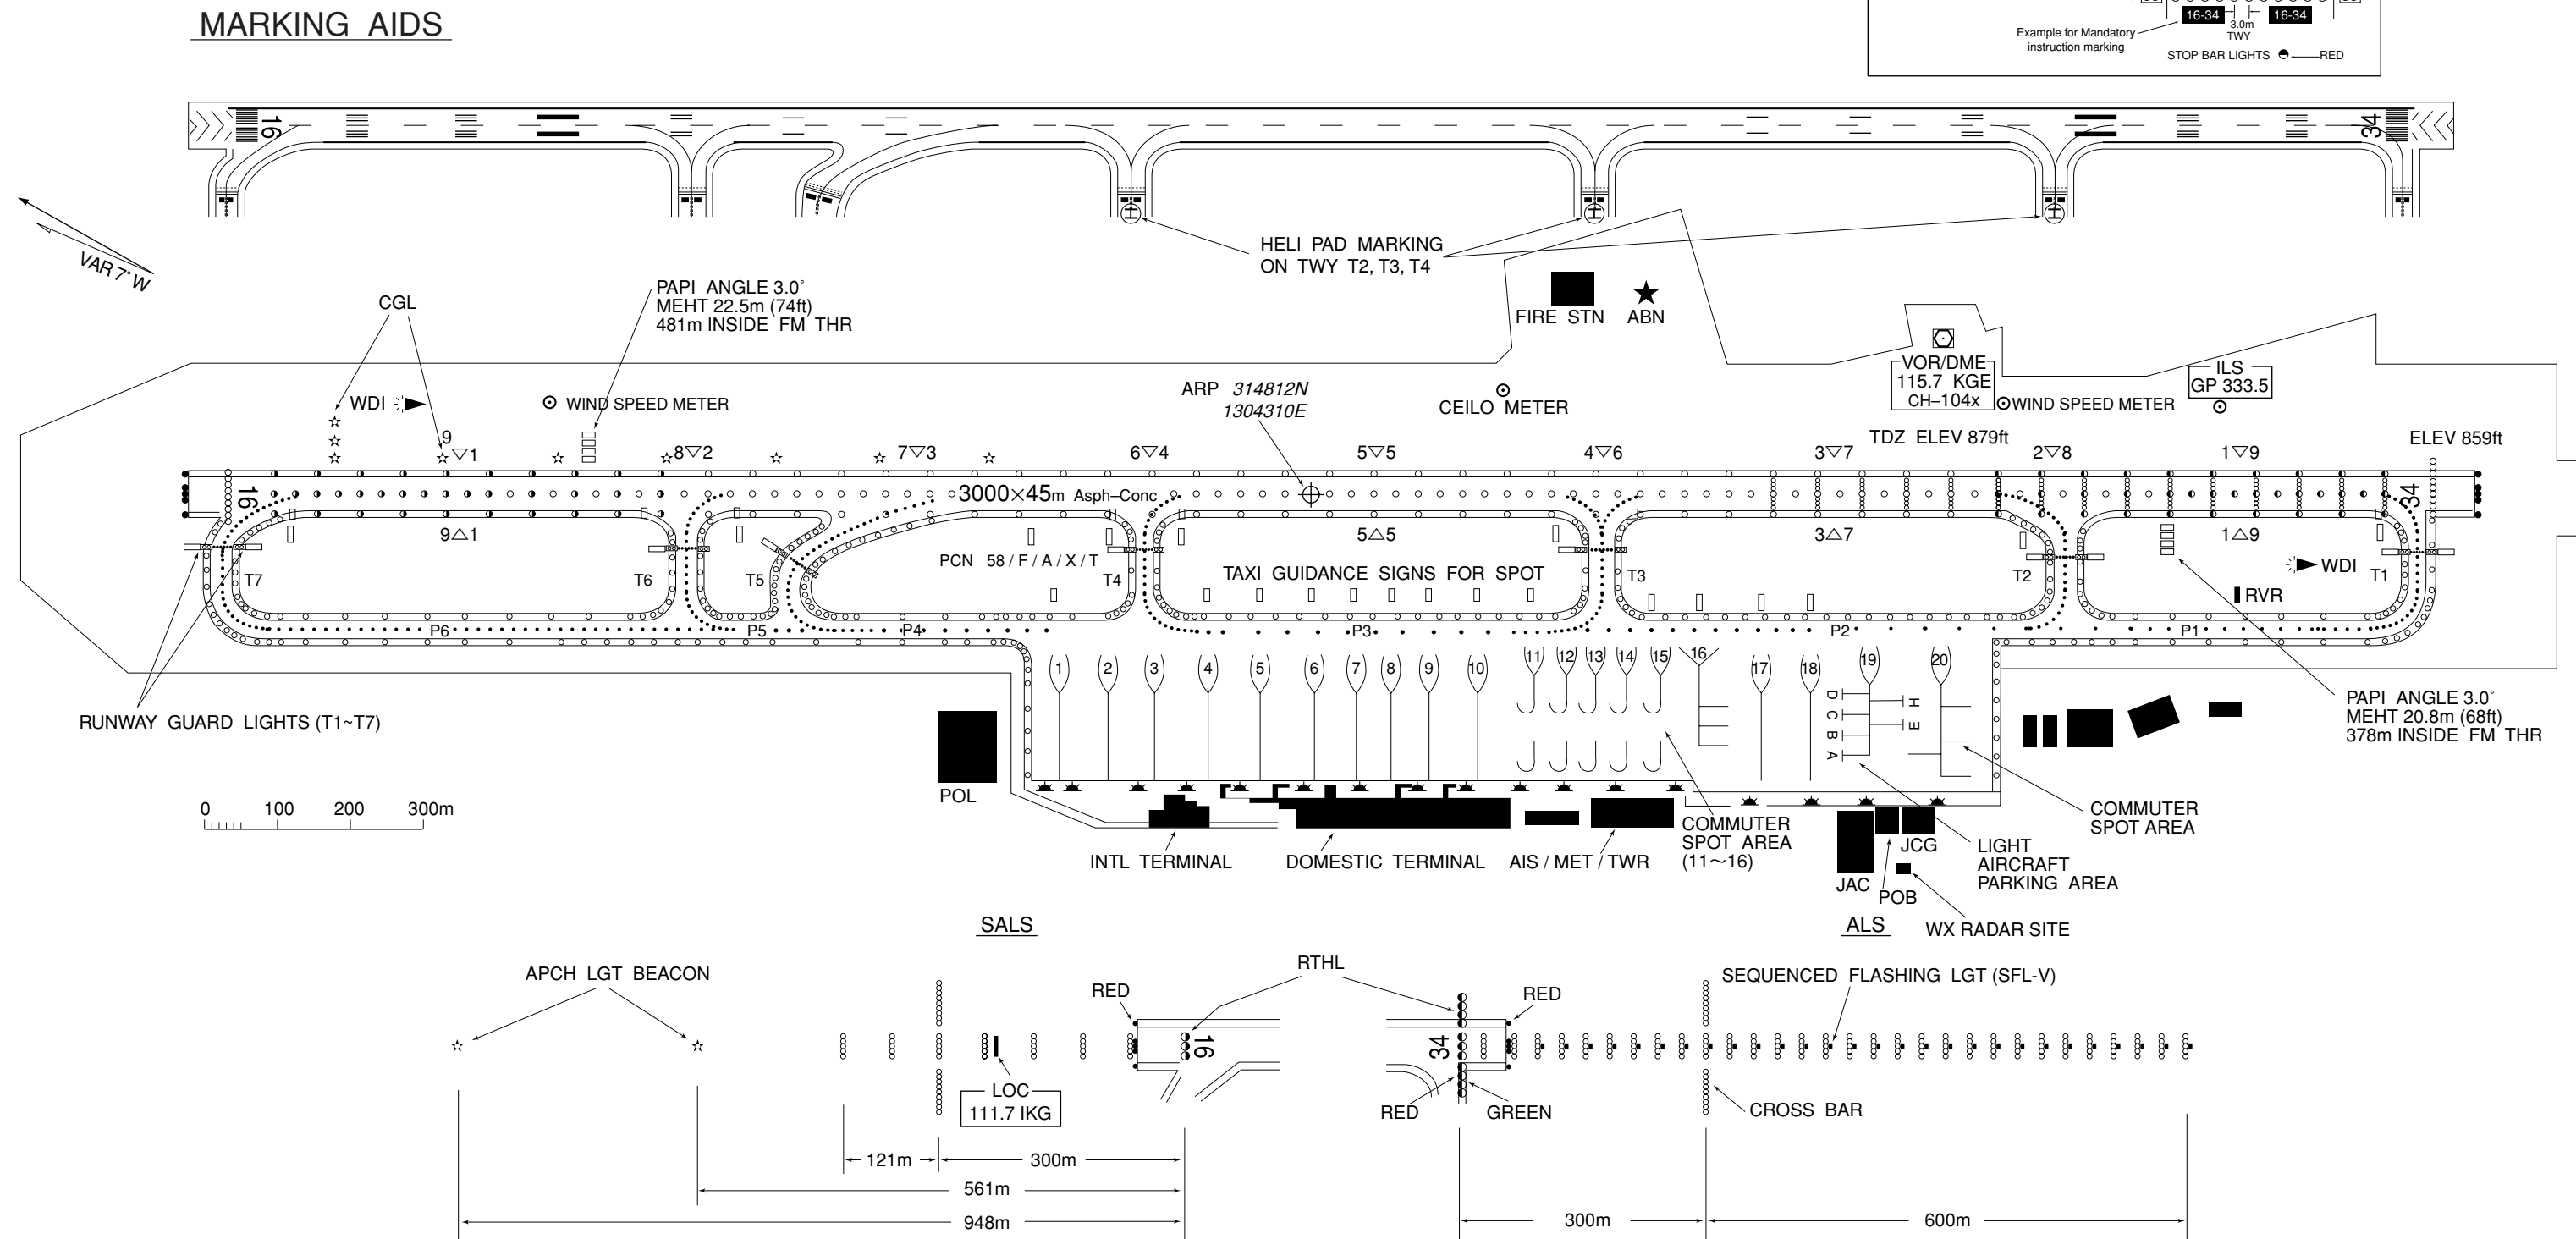 MARKING AIDS
16-34
16-34
3.0m
TWY
Example for Mandatory
instruction marking
STOP BAR LIGHTS
RED
16
34
VAR 7°W
HELI PAD MARKING
ON TWY T2, T3, T4
CGL
PAPI ANGLE 3.0°
MEHT 22.5m (74ft)
481m INSIDE FM THR
FIRE STN
ABN
WDI
WIND SPEED METER
ARP 314812N
1304310E
CEILO METER
VOR/DME
115.7 KGE
CH–104x
WIND SPEED METER
ILS
GP 333.5
TDZ ELEV 879ft
ELEV 859ft
9
▽1
8▽2
7▽3
6▽4
5▽5
4▽6
3▽7
2▽8
1▽9
16
3000×45m Asph–Conc
34
9△1
5△5
3△7
1△9
PCN 58 / F / A / X / T
TAXI GUIDANCE SIGNS FOR SPOT
WDI
RVR
T7
T6
T5
T4
T3
T2
T1
P6
P5
P4
P3
P2
P1
1
2
3
4
5
6
7
8
9
10
11
12
13
14
15
16
17
18
19
20
D
C
B
A
H
E
RUNWAY GUARD LIGHTS (T1~T7)
PAPI ANGLE 3.0°
MEHT 20.8m (68ft)
378m INSIDE FM THR
0 100 200 300m
POL
INTL TERMINAL
DOMESTIC TERMINAL
AIS / MET / TWR
COMMUTER
SPOT AREA
(11~16)
JAC
POB
JCG
LIGHT
AIRCRAFT
PARKING AREA
COMMUTER
SPOT AREA
WX RADAR SITE
SALS
ALS
APCH LGT BEACON
RED
RTHL
RED
SEQUENCED FLASHING LGT (SFL-V)
16
34
LOC
111.7 IKG
RED
GREEN
CROSS BAR
121m
300m
561m
948m
300m
600m